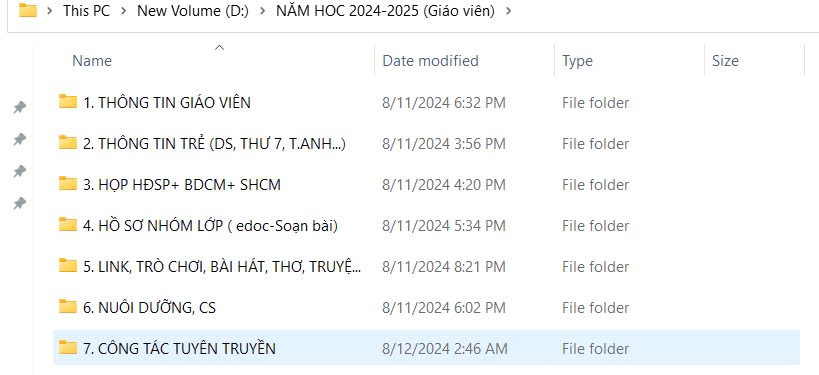 This PC > New Volume (D:) > NĂM HOC 2024-2025 (Giáo viên) >
Name Date modified Type Size
1. THÔNG TIN GIÁO VIÊN 8/11/2024 6:32 PM File folder
2. THÔNG TIN TRẺ (DS, THƯ 7, T.ANH...) 8/11/2024 3:56 PM File folder
3. HỌP HĐSP+ BDCM+ SHCM 8/11/2024 4:20 PM File folder
4. HỒ SƠ NHÓM LỚP ( edoc-Soạn bài) 8/11/2024 5:34 PM File folder
5. LINK, TRÒ CHƠI, BÀI HÁT, THƠ, TRUYỆ... 8/11/2024 8:21 PM File folder
6. NUÔI DƯỠNG, CS 8/11/2024 6:02 PM File folder
7. CÔNG TÁC TUYÊN TRUYỀN 8/12/2024 2:46 AM File folder